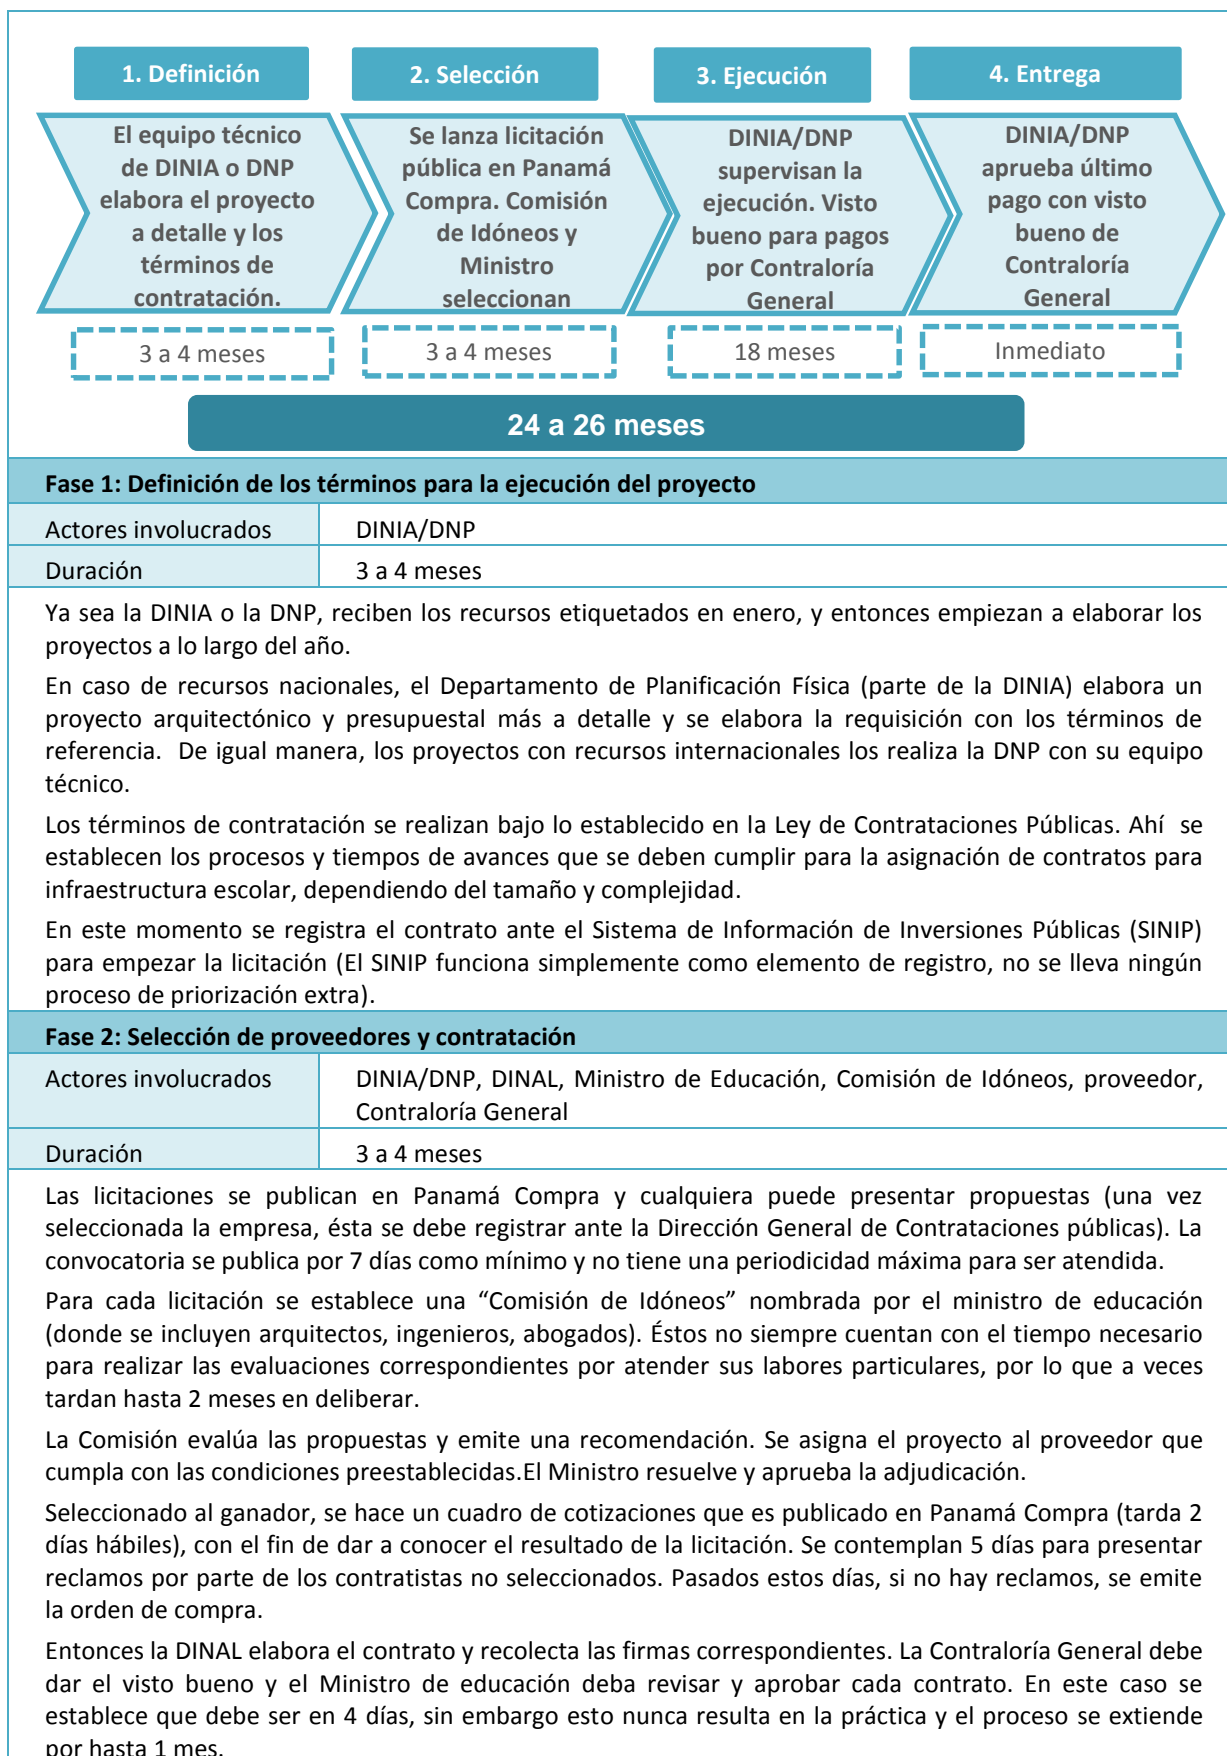 1. Definición
2. Selección
3. Ejecución
4. Entrega
El equipo técnico
de DINIA o DNP
elabora el proyecto
a detalle y los
términos de
contratación.
Se lanza licitación
pública en Panamá
Compra. Comisión
de Idóneos y
Ministro
seleccionan
DINIA/DNP
supervisan la
ejecución. Visto
bueno para pagos
por Contraloría
General
DINIA/DNP
aprueba último
pago con visto
bueno de
Contraloría
General
3 a 4 meses
3 a 4 meses
18 meses
Inmediato
24 a 26 meses
Fase 1: Definición de los términos para la ejecución del proyecto
Actores involucrados DINIA/DNP
Duración 3 a 4 meses
Ya sea la DINIA o la DNP, reciben los recursos etiquetados en enero, y entonces empiezan a elaborar los
proyectos a lo largo del año.
En caso de recursos nacionales, el Departamento de Planificación Física (parte de la DINIA) elabora un
proyecto arquitectónico y presupuestal más a detalle y se elabora la requisición con los términos de
referencia. De igual manera, los proyectos con recursos internacionales los realiza la DNP con su equipo
técnico.
Los términos de contratación se realizan bajo lo establecido en la Ley de Contrataciones Públicas. Ahí se
establecen los procesos y tiempos de avances que se deben cumplir para la asignación de contratos para
infraestructura escolar, dependiendo del tamaño y complejidad.
En este momento se registra el contrato ante el Sistema de Información de Inversiones Públicas (SINIP)
para empezar la licitación (El SINIP funciona simplemente como elemento de registro, no se lleva ningún
proceso de priorización extra).
Fase 2: Selección de proveedores y contratación
Actores involucrados DINIA/DNP, DINAL, Ministro de Educación, Comisión de Idóneos, proveedor,
Contraloría General
Duración 3 a 4 meses
Las licitaciones se publican en Panamá Compra y cualquiera puede presentar propuestas (una vez
seleccionada la empresa, ésta se debe registrar ante la Dirección General de Contrataciones públicas). La
convocatoria se publica por 7 días como mínimo y no tiene una periodicidad máxima para ser atendida.
Para cada licitación se establece una “Comisión de Idóneos” nombrada por el ministro de educación
(donde se incluyen arquitectos, ingenieros, abogados). Éstos no siempre cuentan con el tiempo necesario
para realizar las evaluaciones correspondientes por atender sus labores particulares, por lo que a veces
tardan hasta 2 meses en deliberar.
La Comisión evalúa las propuestas y emite una recomendación. Se asigna el proyecto al proveedor que
cumpla con las condiciones preestablecidas.El Ministro resuelve y aprueba la adjudicación.
Seleccionado al ganador, se hace un cuadro de cotizaciones que es publicado en Panamá Compra (tarda 2
días hábiles), con el fin de dar a conocer el resultado de la licitación. Se contemplan 5 días para presentar
reclamos por parte de los contratistas no seleccionados. Pasados estos días, si no hay reclamos, se emite
la orden de compra.
Entonces la DINAL elabora el contrato y recolecta las firmas correspondientes. La Contraloría General debe
dar el visto bueno y el Ministro de educación deba revisar y aprobar cada contrato. En este caso se
establece que debe ser en 4 días, sin embargo esto nunca resulta en la práctica y el proceso se extiende
por hasta 1 mes.